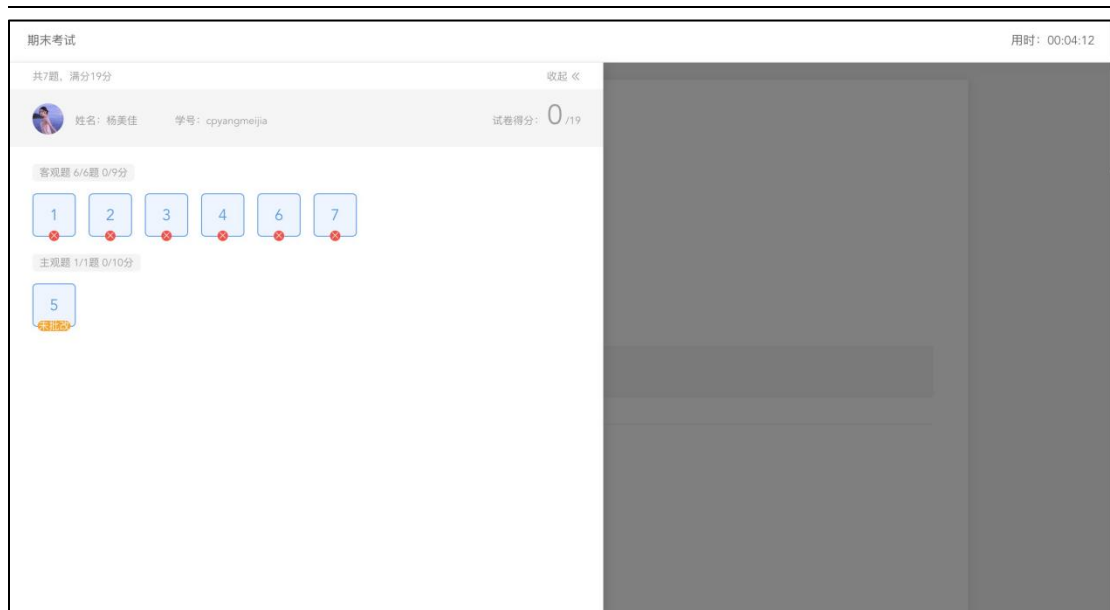 期末考试 用时：00:04:12
共7题，满分19分 收起 《
姓名：杨美佳 学号：cpyangmeijia 试卷得分：0/19
客观题 6/6题 0/9分
1 2 3 4 6 7
主观题 1/1题 0/10分
5
未批改